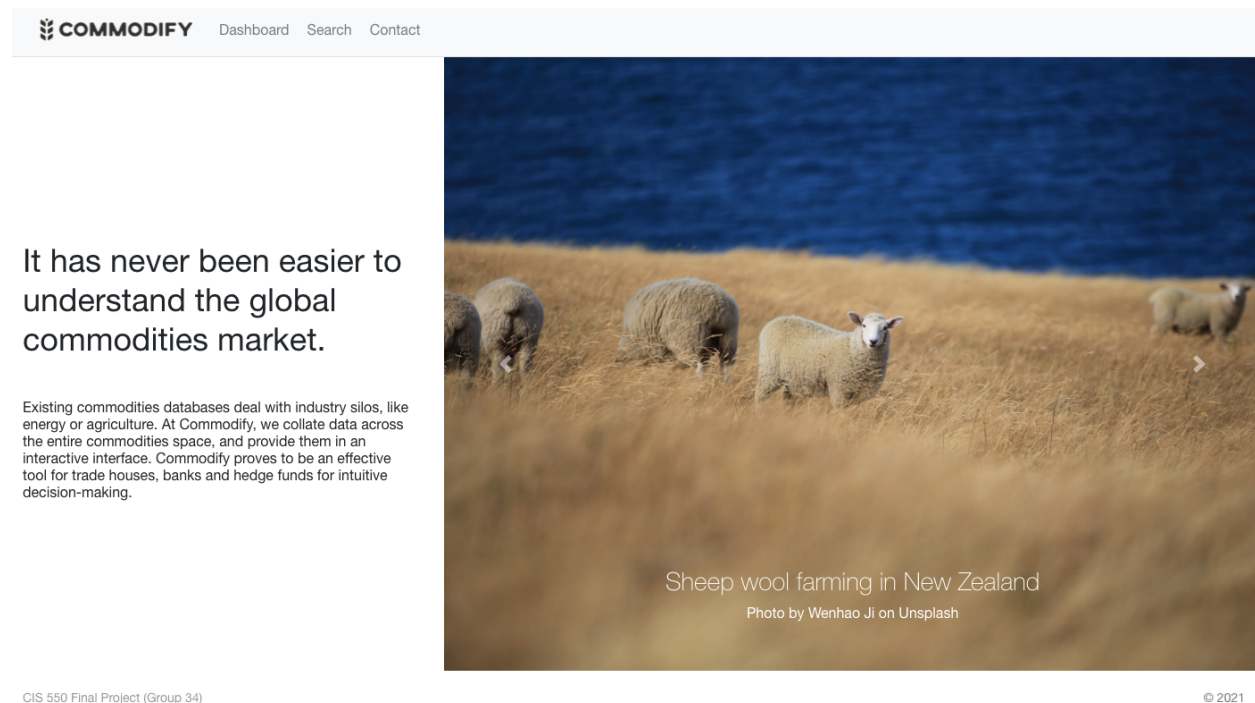 COMMODIFY Dashboard Search Contact
It has never been easier to
understand the global
commodities market.
Existing commodities databases deal with industry silos, like
energy or agriculture. At Commodify, we collate data across
the entire commodities space, and provide them in an
interactive interface. Commodify proves to be an effective
tool for trade houses, banks and hedge funds for intuitive
decision-making.
Sheep wool farming in New Zealand
Photo by Wenhao Ji on Unsplash
CIS 550 Final Project (Group 34)
© 2021